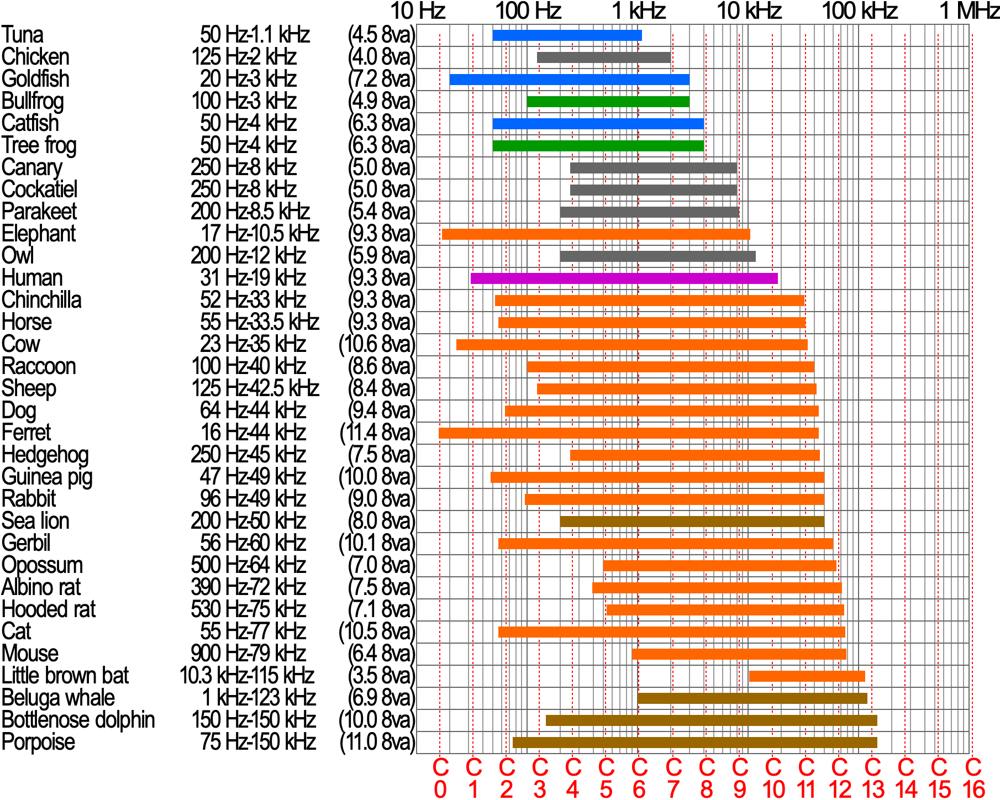 10 Hz 100 Hz 1 kHz 10 kHz 100 kHz 1 MHz
Tuna 50 Hz-1.1 kHz (4.5 8va)
Chicken 125 Hz-2 kHz (4.0 8va)
Goldfish 20 Hz-3 kHz (7.2 8va)
Bullfrog 100 Hz-3 kHz (4.9 8va)
Catfish 50 Hz-4 kHz (6.3 8va)
Tree frog 50 Hz-4 kHz (6.3 8va)
Canary 250 Hz-8 kHz (5.0 8va)
Cockatiel 250 Hz-8 kHz (5.0 8va)
Parakeet 200 Hz-8.5 kHz (5.4 8va)
Elephant 17 Hz-10.5 kHz (9.3 8va)
Owl 200 Hz-12 kHz (5.9 8va)
Human 31 Hz-19 kHz (9.3 8va)
Chinchilla 52 Hz-33 kHz (9.3 8va)
Horse 55 Hz-33.5 kHz (9.3 8va)
Cow 23 Hz-35 kHz (10.6 8va)
Raccoon 100 Hz-40 kHz (8.6 8va)
Sheep 125 Hz-42.5 kHz (8.4 8va)
Dog 64 Hz-44 kHz (9.4 8va)
Ferret 16 Hz-44 kHz (11.4 8va)
Hedgehog 250 Hz-45 kHz (7.5 8va)
Guinea pig 47 Hz-49 kHz (10.0 8va)
Rabbit 96 Hz-49 kHz (9.0 8va)
Sea lion 200 Hz-50 kHz (8.0 8va)
Gerbil 56 Hz-60 kHz (10.1 8va)
Opossum 500 Hz-64 kHz (7.0 8va)
Albino rat 390 Hz-72 kHz (7.5 8va)
Hooded rat 530 Hz-75 kHz (7.1 8va)
Cat 55 Hz-77 kHz (10.5 8va)
Mouse 900 Hz-79 kHz (6.4 8va)
Little brown bat 10.3 kHz-115 kHz (3.5 8va)
Beluga whale 1 kHz-123 kHz (6.9 8va)
Bottlenose dolphin 150 Hz-150 kHz (10.0 8va)
Porpoise 75 Hz-150 kHz (11.0 8va)
C C C C C C C C C C C C C C C C C
0 1 2 3 4 5 6 7 8 9 10 11 12 13 14 15 16